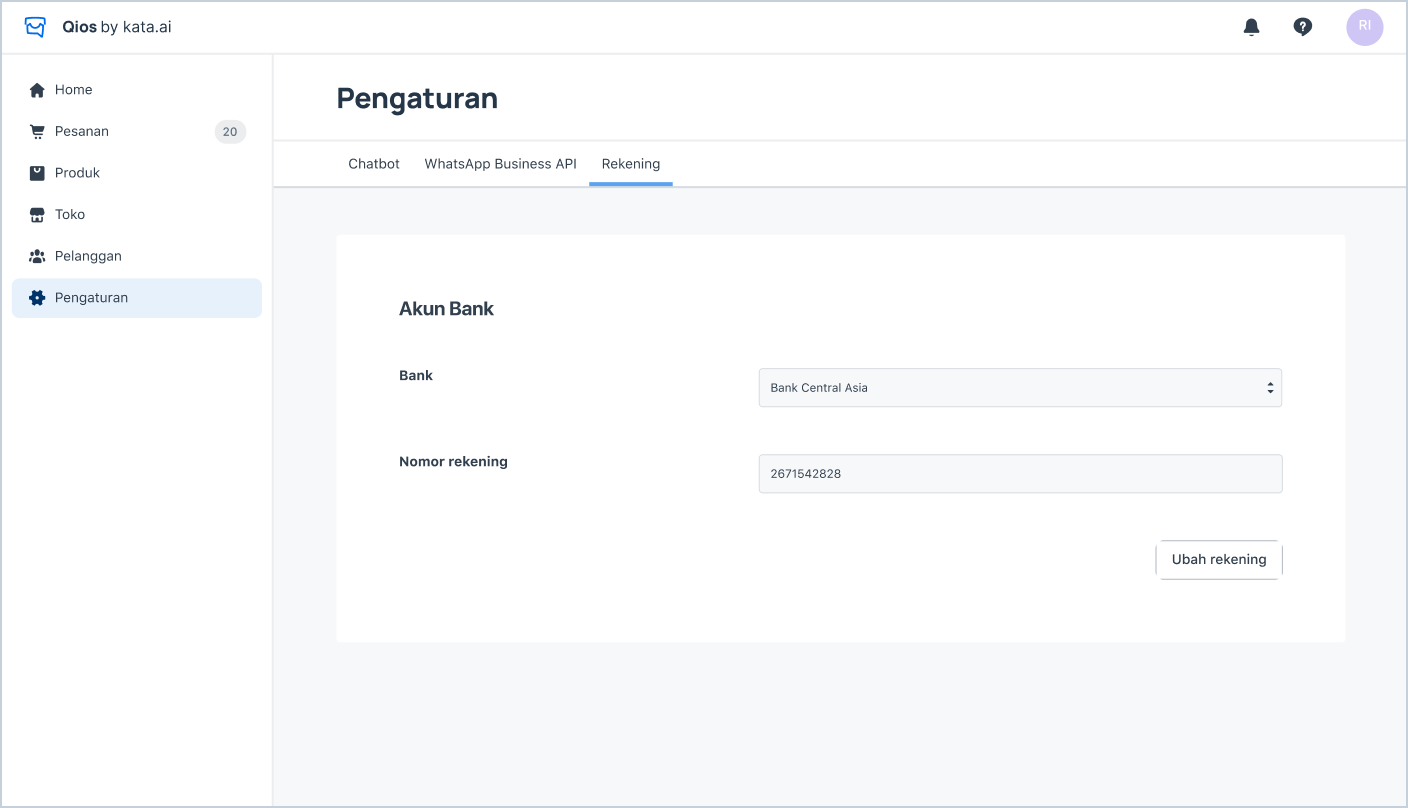 Qios by kata.ai
RI
Home
Pesanan
20
Produk
Toko
Pelanggan
Pengaturan
Pengaturan
Chatbot
WhatsApp Business API
Rekening
Akun Bank
Bank
Bank Central Asia
Nomor rekening
2671542828
Ubah rekening